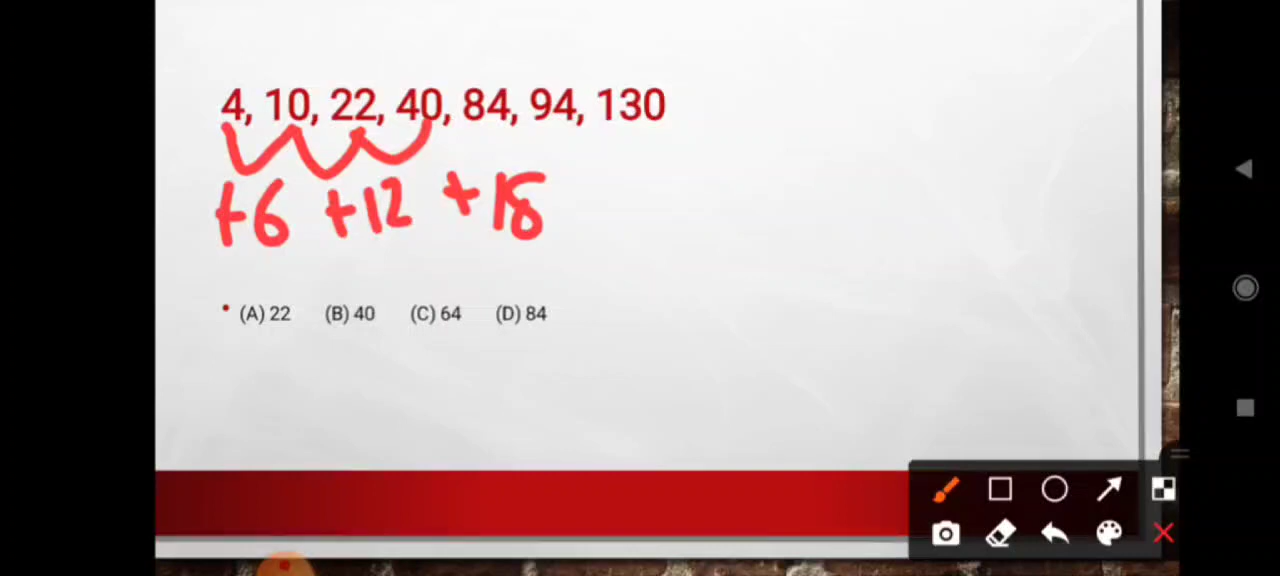 4, 10, 22, 40, 84, 94, 130
+6 +12 +18
• (A) 22 (B) 40 (C) 64 (D) 84